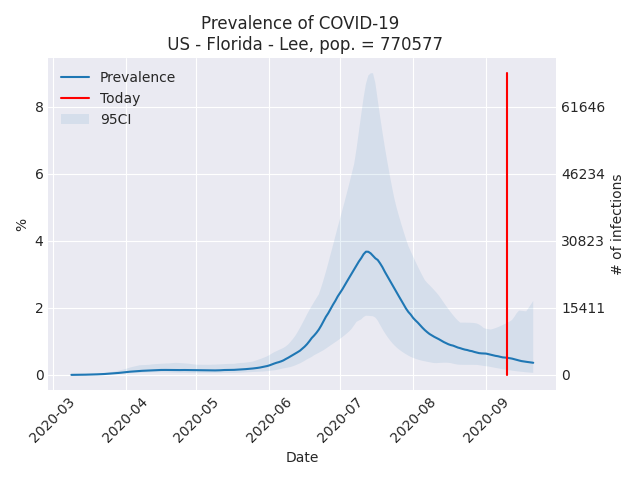 Prevalence of COVID-19
US - Florida - Lee, pop. = 770577
Prevalence
Today
95CI
8
6
4
2
0
%
61646
46234
30823
15411
0
# of infections
2020-03
2020-04
2020-05
2020-06
2020-07
2020-08
2020-09
Date